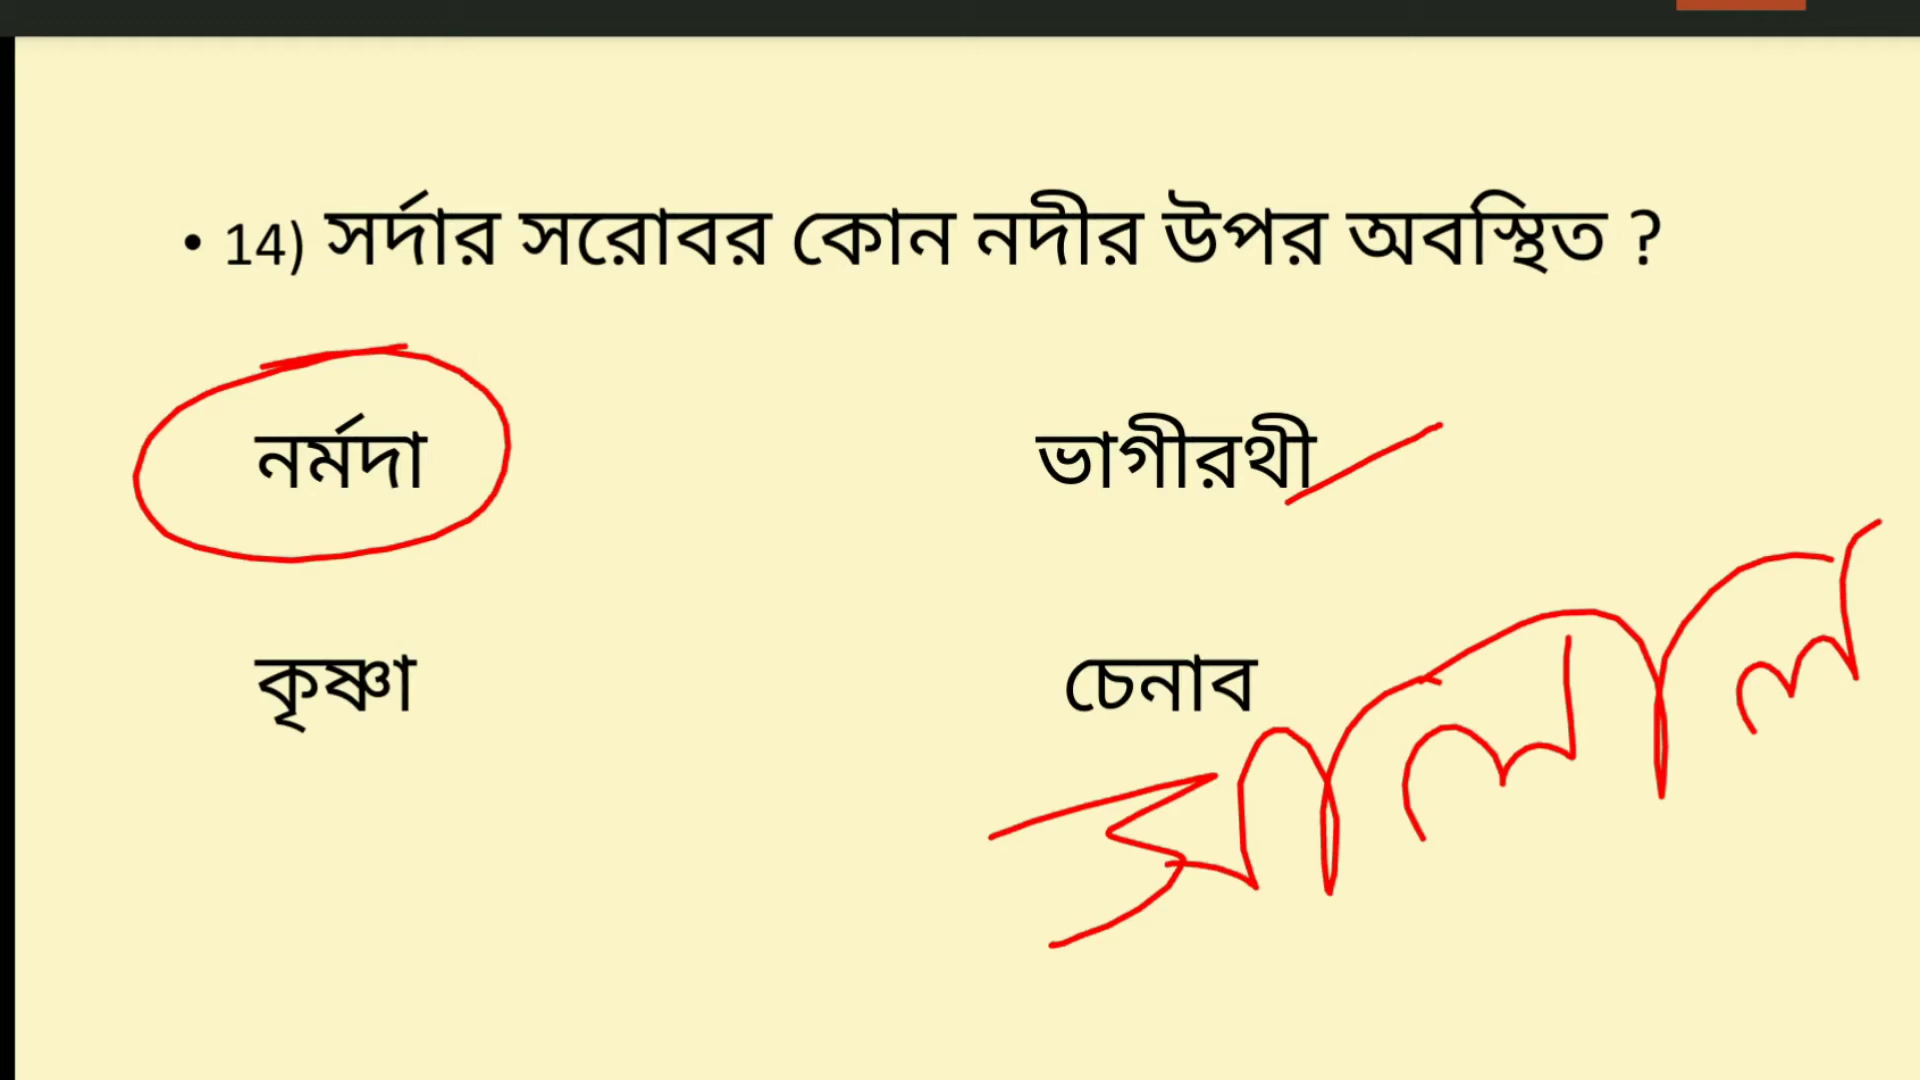 • 14) সর্দার সরোবর কোন নদীর উপর অবস্থিত ?
নর্মদা ভাগীরথী
কৃষ্ণা চেনাব
সালাল